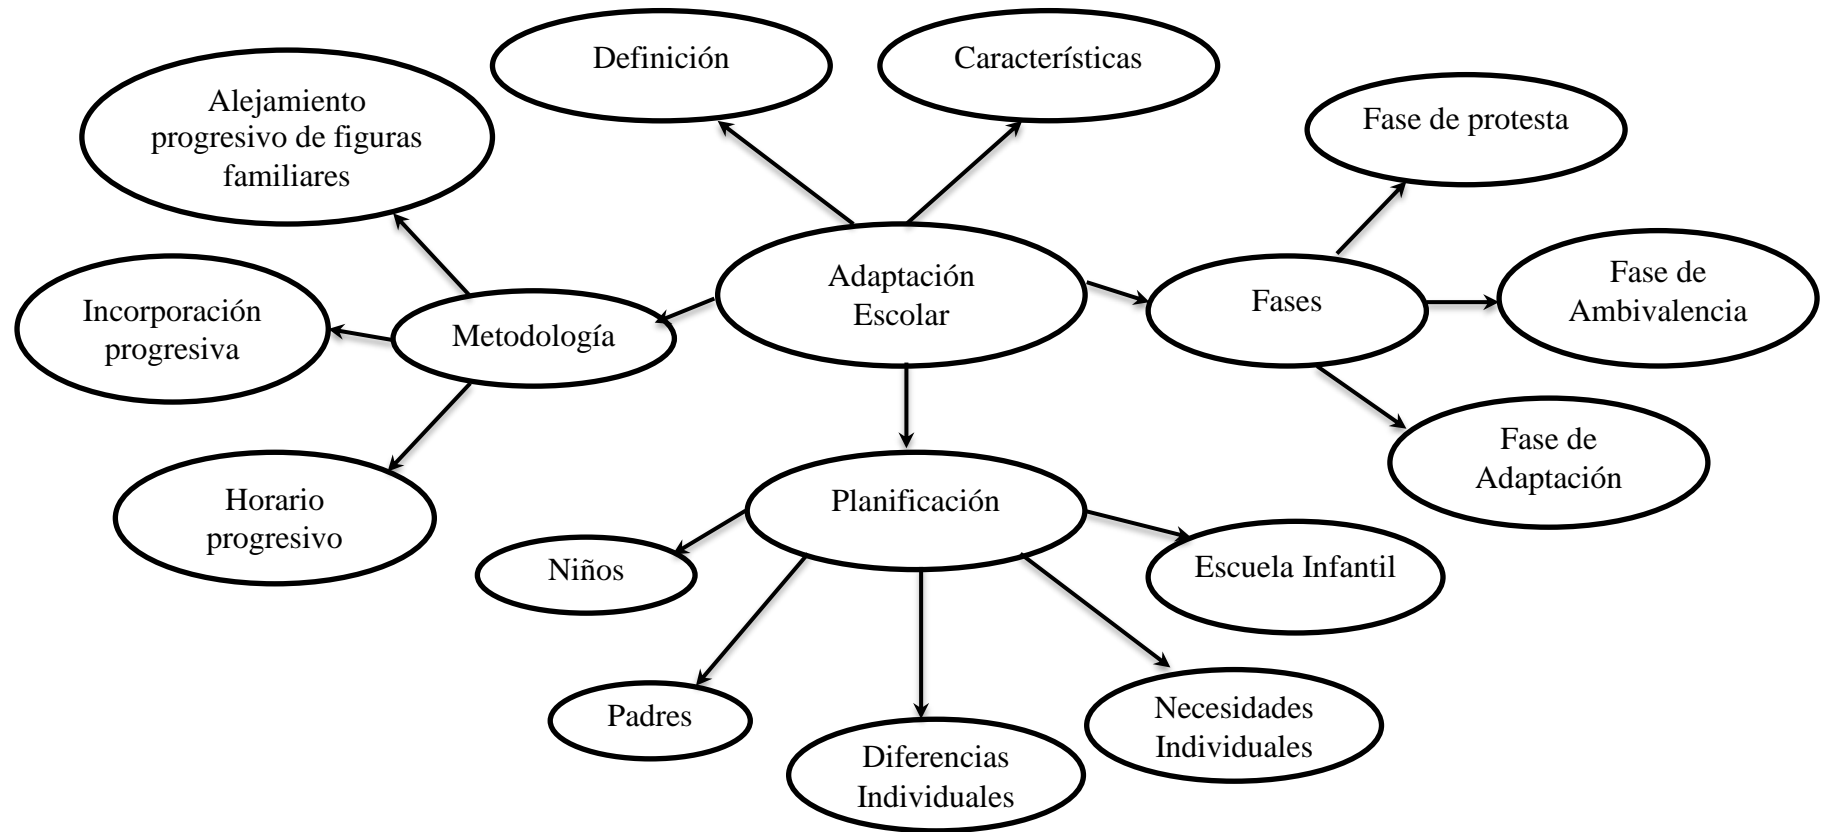 Definición
Características
Alejamiento
progresivo de figuras
familiares
Fase de protesta
Adaptación
Escolar
Fases
Fase de
Ambivalencia
Incorporación
progresiva
Metodología
Fase de
Adaptación
Horario
progresivo
Planificación
Niños
Escuela Infantil
Padres
Necesidades
Individuales
Diferencias
Individuales